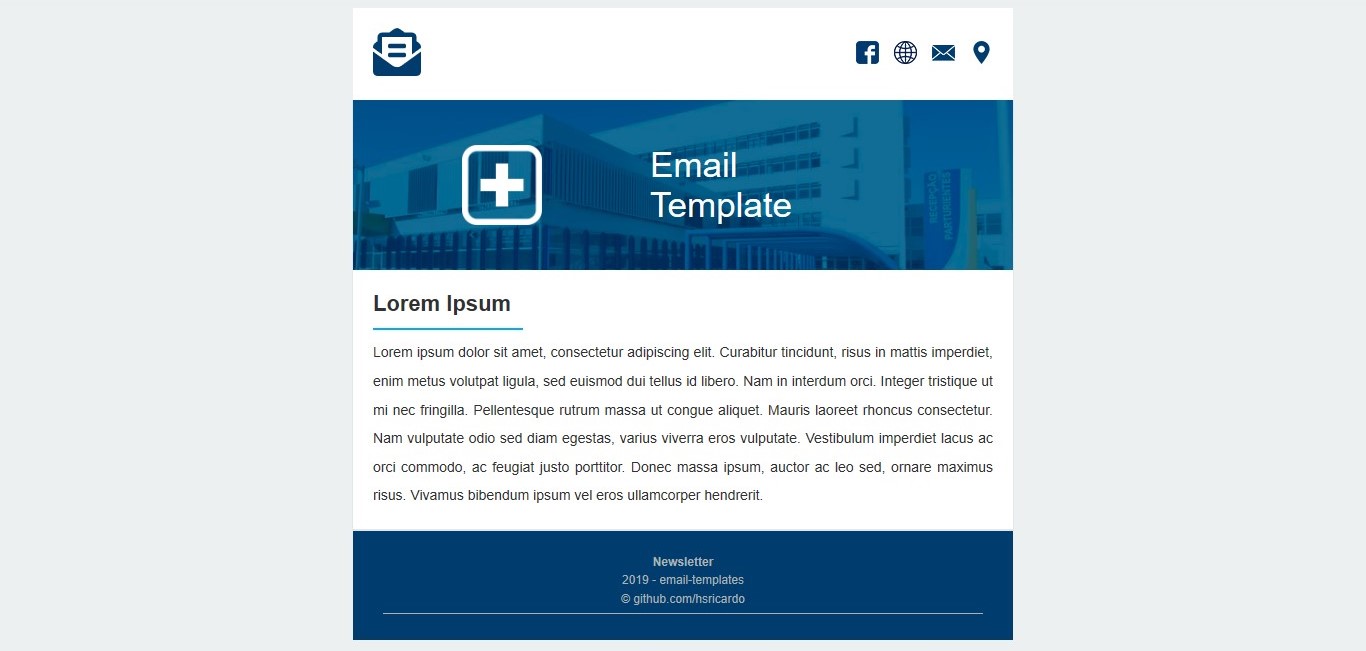 Email
Template
RECEPÇÃO
PARTURIENTES
Lorem Ipsum
Lorem ipsum dolor sit amet, consectetur adipiscing elit. Curabitur tincidunt, risus in mattis imperdiet,
enim metus volutpat ligula, sed euismod dui tellus id libero. Nam in interdum orci. Integer tristique ut
mi nec fringilla. Pellentesque rutrum massa ut congue aliquet. Mauris laoreet rhoncus consectetur.
Nam vulputate odio sed diam egestas, varius viverra eros vulputate. Vestibulum imperdiet lacus ac
orci commodo, ac feugiat justo porttitor. Donec massa ipsum, auctor ac leo sed, ornare maximus
risus. Vivamus bibendum ipsum vel eros ullamcorper hendrerit.
Newsletter
2019 - email-templates
© github.com/hsricardo